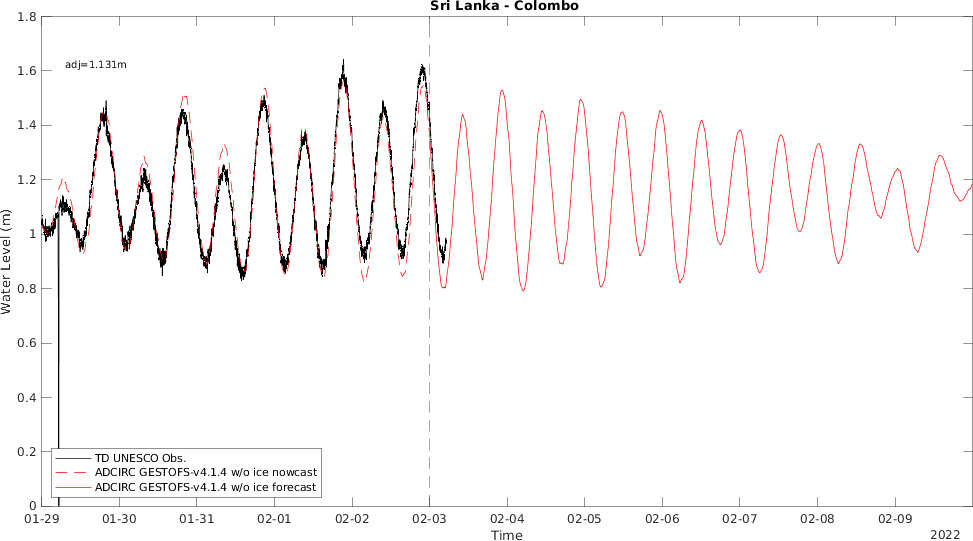 Sri Lanka - Colombo
adj=1.131m
1.8
1.6
1.4
1.2
1
0.8
0.6
0.4
0.2
0
Water Level (m)
TD UNESCO Obs.
ADCIRC GESTOFS-v4.1.4 w/o ice nowcast
ADCIRC GESTOFS-v4.1.4 w/o ice forecast
01-29 01-30 01-31 02-01 02-02 02-03 02-04 02-05 02-06 02-07 02-08 02-09
Time
2022